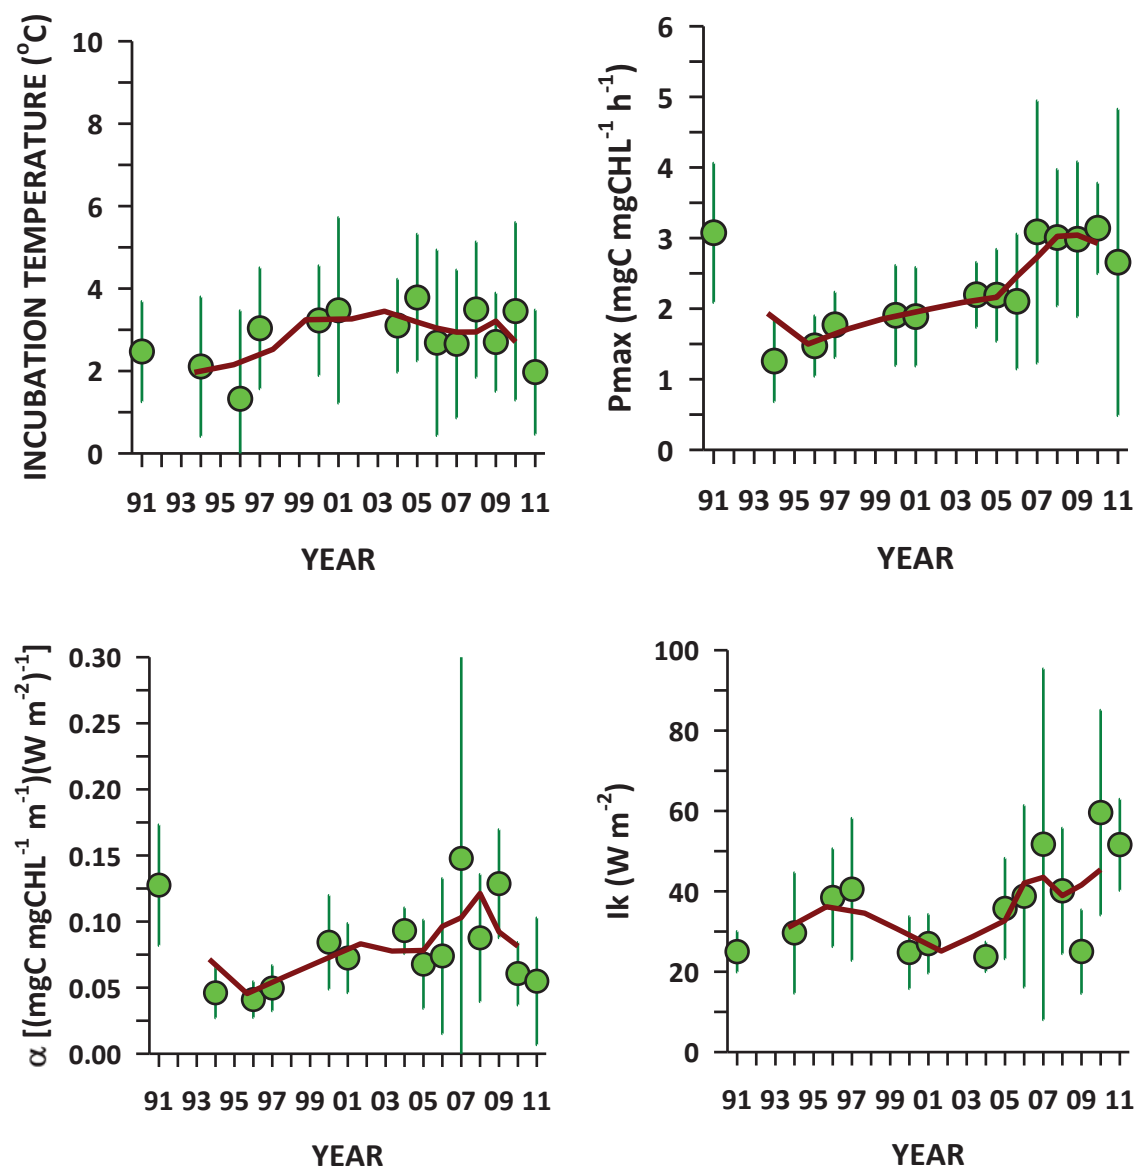 INCUBATION TEMPERATURE (°C)
10
8
6
4
2
0
91 93 95 97 99 01 03 05 07 09 11
YEAR
Pmax (mgC mgCHL⁻¹ h⁻¹)
6
5
4
3
2
1
0
91 93 95 97 99 01 03 05 07 09 11
YEAR
α [(mgC mgCHL⁻¹ m⁻¹)(W m⁻²)⁻¹]
0.30
0.25
0.20
0.15
0.10
0.05
0.00
91 93 95 97 99 01 03 05 07 09 11
YEAR
Ik (W m⁻²)
100
80
60
40
20
0
91 93 95 97 99 01 03 05 07 09 11
YEAR